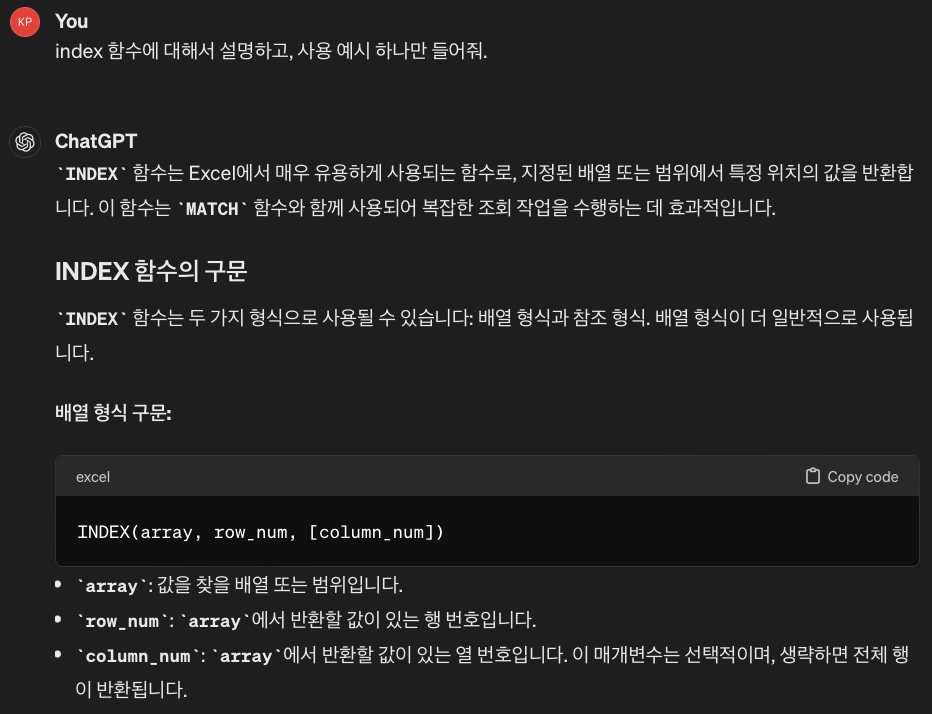 KP
You
index 함수에 대해서 설명하고, 사용 예시 하나만 들어줘.
ChatGPT
`INDEX` 함수는 Excel에서 매우 유용하게 사용되는 함수로, 지정된 배열 또는 범위에서 특정 위치의 값을 반환합
니다. 이 함수는 `MATCH` 함수와 함께 사용되어 복잡한 조회 작업을 수행하는 데 효과적입니다.
INDEX 함수의 구문
`INDEX` 함수는 두 가지 형식으로 사용될 수 있습니다: 배열 형식과 참조 형식. 배열 형식이 더 일반적으로 사용됩
니다.
배열 형식 구문:
excel
Copy code
INDEX(array, row_num, [column_num])
• `array`: 값을 찾을 배열 또는 범위입니다.
• `row_num`: `array`에서 반환할 값이 있는 행 번호입니다.
• `column_num`: `array`에서 반환할 값이 있는 열 번호입니다. 이 매개변수는 선택적이며, 생략하면 전체 행
이 반환됩니다.